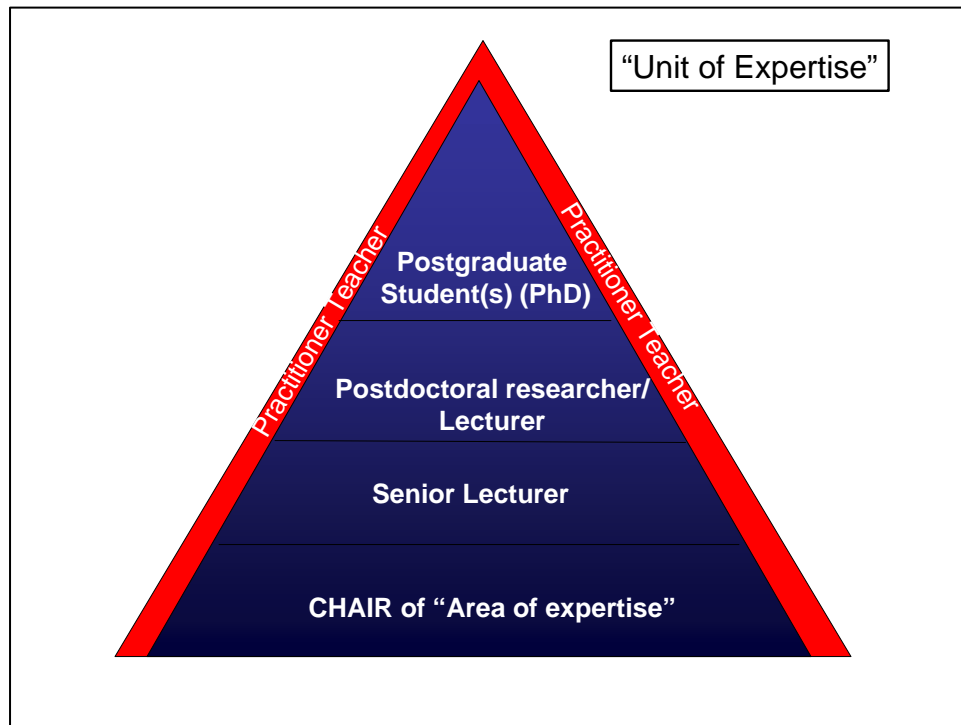 “Unit of Expertise”
Practitioner Teacher
Practitioner Teacher
Postgraduate
Student(s) (PhD)
Postdoctoral researcher/
Lecturer
Senior Lecturer
CHAIR of “Area of expertise”